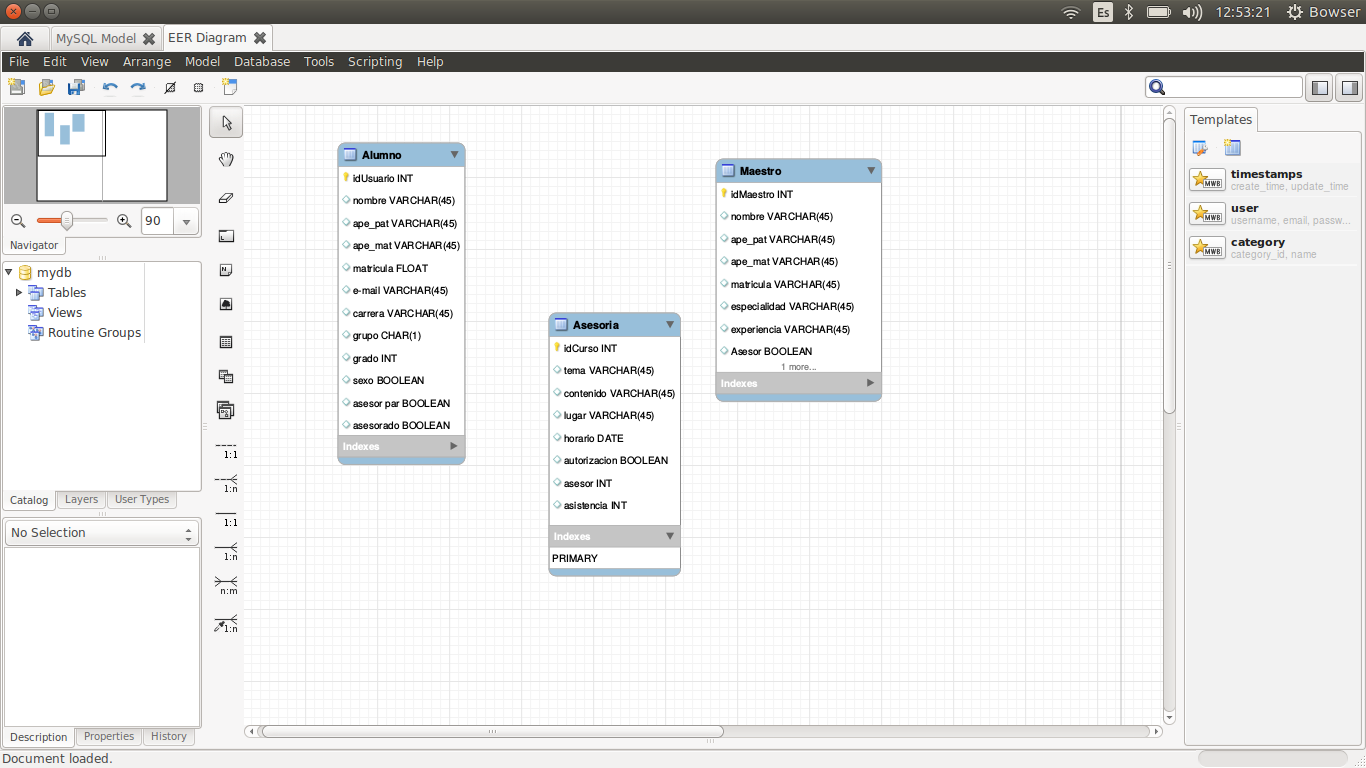 Es
12:53:21
Bowser
MySQL Model
EER Diagram
File Edit View Arrange Model Database Tools Scripting Help
90
Navigator
mydb
Tables
Views
Routine Groups
Catalog Layers User Types
No Selection
Description Properties History
Document loaded.
1:1
1:n
1:1
1:n
n:m
1:n
Alumno
idUsuario INT
nombre VARCHAR(45)
ape_pat VARCHAR(45)
ape_mat VARCHAR(45)
matricula FLOAT
e-mail VARCHAR(45)
carrera VARCHAR(45)
grupo CHAR(1)
grado INT
sexo BOOLEAN
asesor par BOOLEAN
asesorado BOOLEAN
Indexes
Asesoria
idCurso INT
tema VARCHAR(45)
contenido VARCHAR(45)
lugar VARCHAR(45)
horario DATE
autorizacion BOOLEAN
asesor INT
asistencia INT
Indexes
PRIMARY
Maestro
idMaestro INT
nombre VARCHAR(45)
ape_pat VARCHAR(45)
ape_mat VARCHAR(45)
matricula VARCHAR(45)
especialidad VARCHAR(45)
experiencia VARCHAR(45)
Asesor BOOLEAN
1 more...
Indexes
Templates
MWB
timestamps
create_time, update_time
MWB
user
username, email, passw...
MWB
category
category_id, name